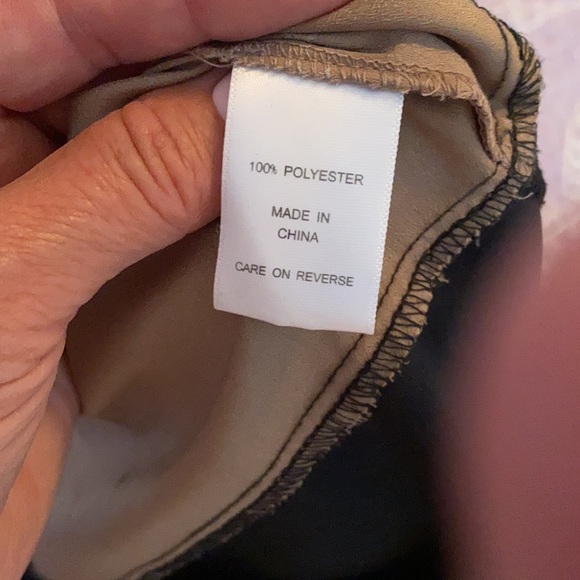 100% POLYESTER
MADE IN
CHINA
CARE ON REVERSE